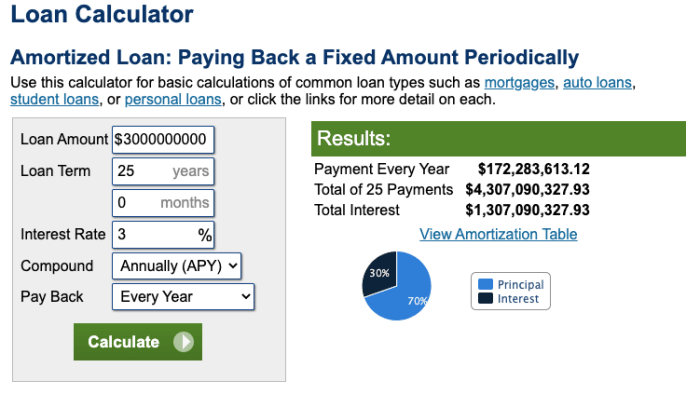 Loan Calculator
Amortized Loan: Paying Back a Fixed Amount Periodically
Use this calculator for basic calculations of common loan types such as mortgages, auto loans,
student loans, or personal loans, or click the links for more detail on each.
Loan Amount $3000000000
Loan Term 25 years
0 months
Interest Rate 3 %
Compound Annually (APY)
Pay Back Every Year
Calculate
Results:
Payment Every Year $172,283,613.12
Total of 25 Payments $4,307,090,327.93
Total Interest $1,307,090,327.93
View Amortization Table
30%
70%
Principal
Interest